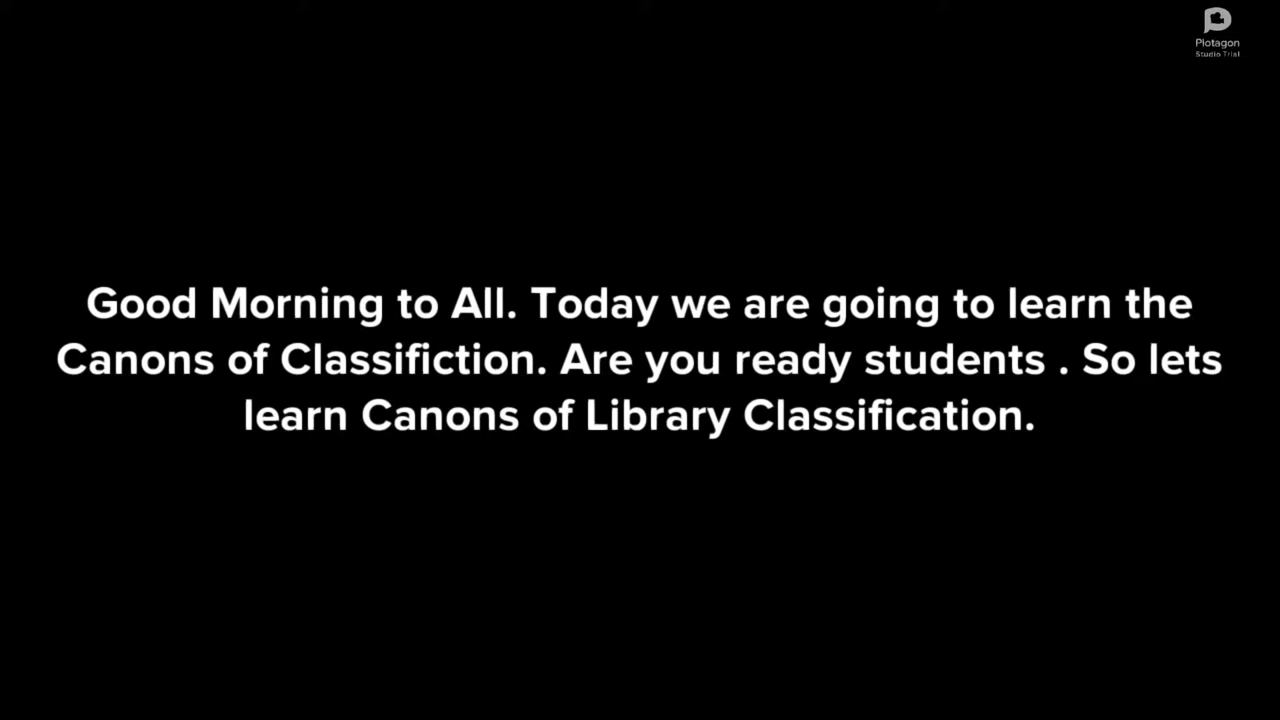 Plotagon
Studio Trial
Good Morning to All. Today we are going to learn the
Canons of Classifiction. Are you ready students . So lets
learn Canons of Library Classification.